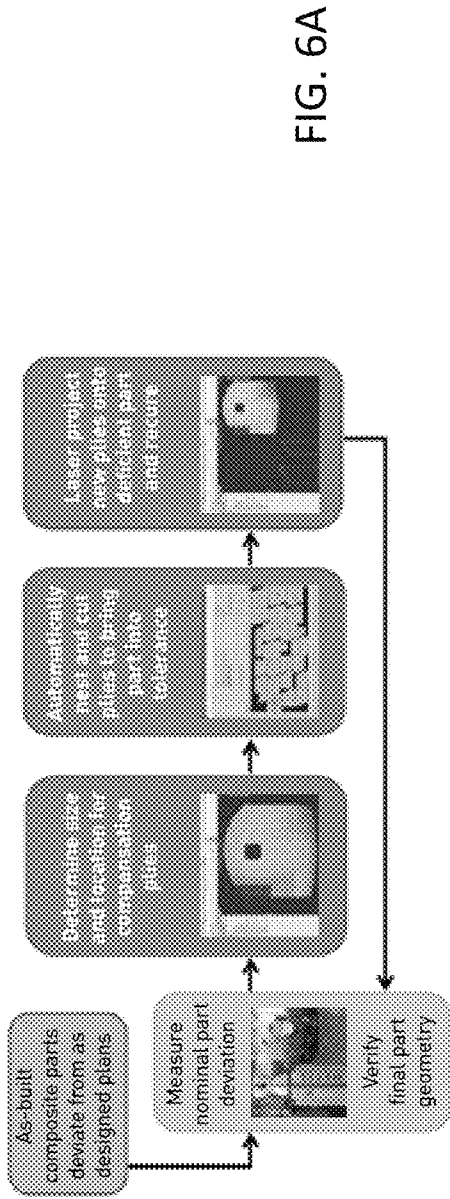 As-built
composite parts
deviate from as
designed plans
Measure
nominal part
deviation
Verify
final part
geometry
Determine size
and location for
compensation
plies
Automatically
nest and cut
plies to bring
part into
tolerance
Laser project
new plies onto
deficient part
and recure
FIG. 6A